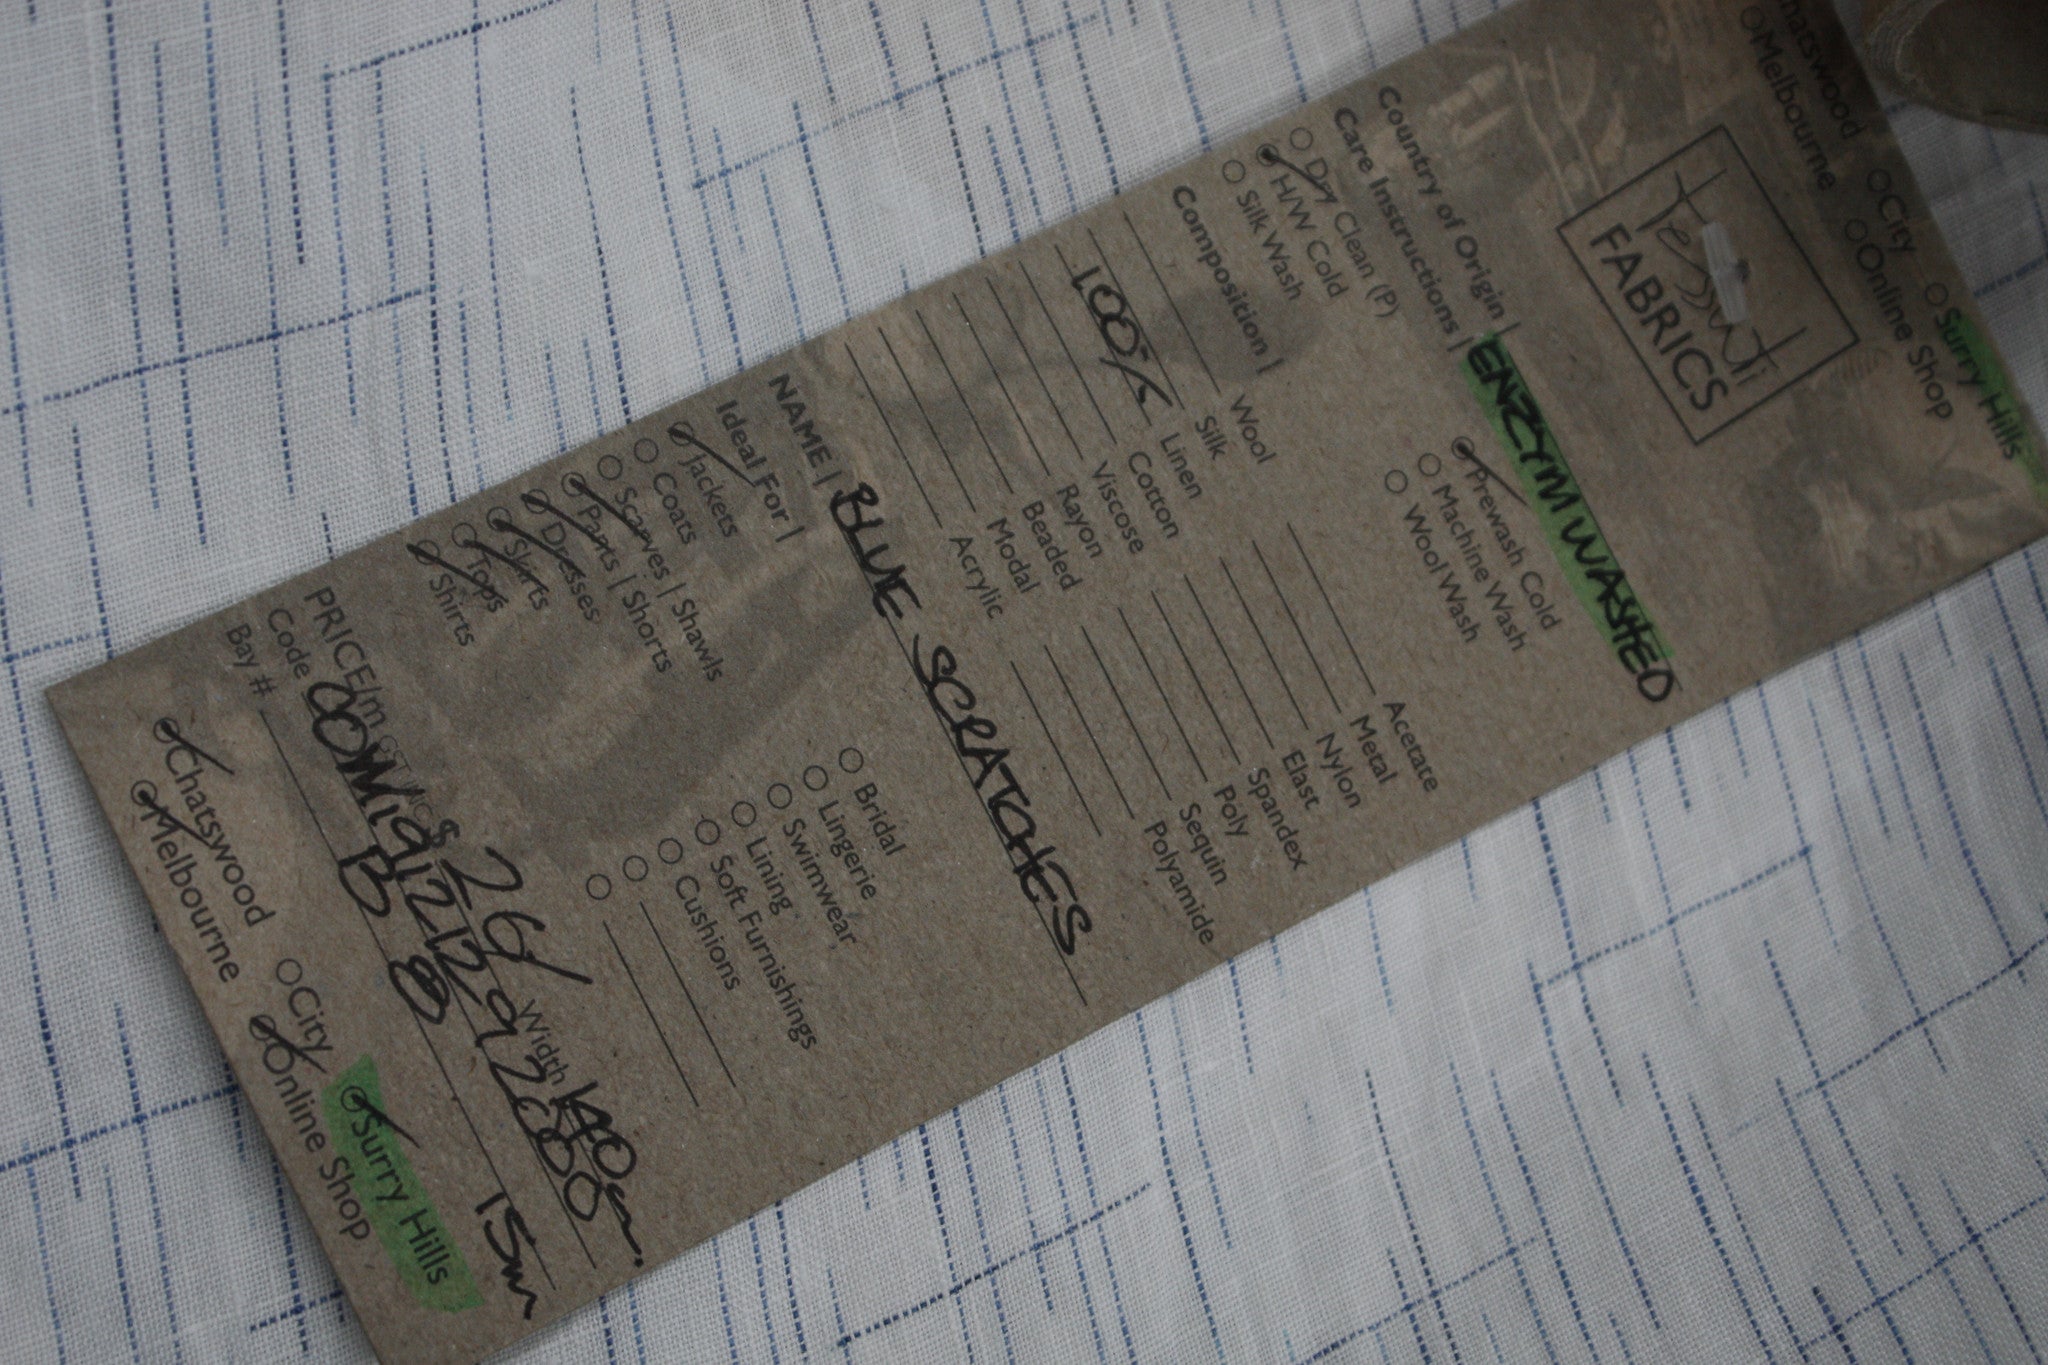 Chatswood
City
Surry Hills
Melbourne
Online Shop
Tessuti
FABRICS
Country of Origin |
Care Instructions | ENZYM WASHED
Dry Clean (P)
Prewash Cold
H/W Cold
Machine Wash
Silk Wash
Wool Wash
Composition |
Wool
Acetate
Silk
Metal
100% Linen
Nylon
Cotton
Elast
Viscose
Spandex
Rayon
Poly
Beaded
Sequin
Modal
Polyamide
Acrylic
NAME | BLUE SCRATCHES
Ideal For |
Jackets
Bridal
Coats
Lingerie
Scarves | Shawls
Swimwear
Pants | Shorts
Lining
Dresses
Soft Furnishings
Skirts
Cushions
Tops
Shirts
PRICE/m $26/ Width 140cm
Code
Bay # D 8 15m
Chatswood
City
Surry Hills
Melbourne
Online Shop